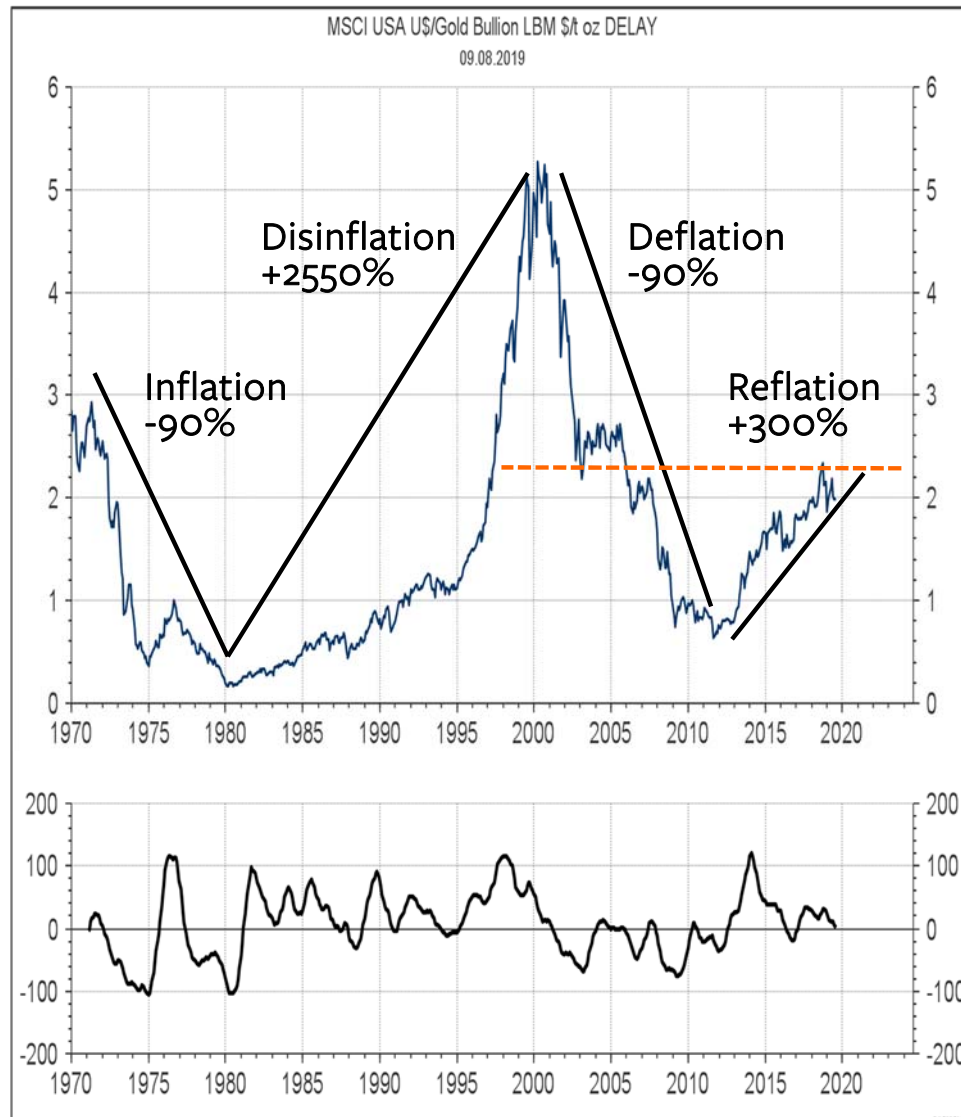 MSCI USA U$/Gold Bullion LBM $/t oz DELAY
09.08.2019
6 6
5 5
Disinflation
+2550%
Deflation
-90%
4 4
Inflation
-90%
Reflation
+300%
3 3
2 2
1 1
0 0
1970 1975 1980 1985 1990 1995 2000 2005 2010 2015 2020
200 200
100 100
0 0
-100 -100
-200 -200
1970 1975 1980 1985 1990 1995 2000 2005 2010 2015 2020